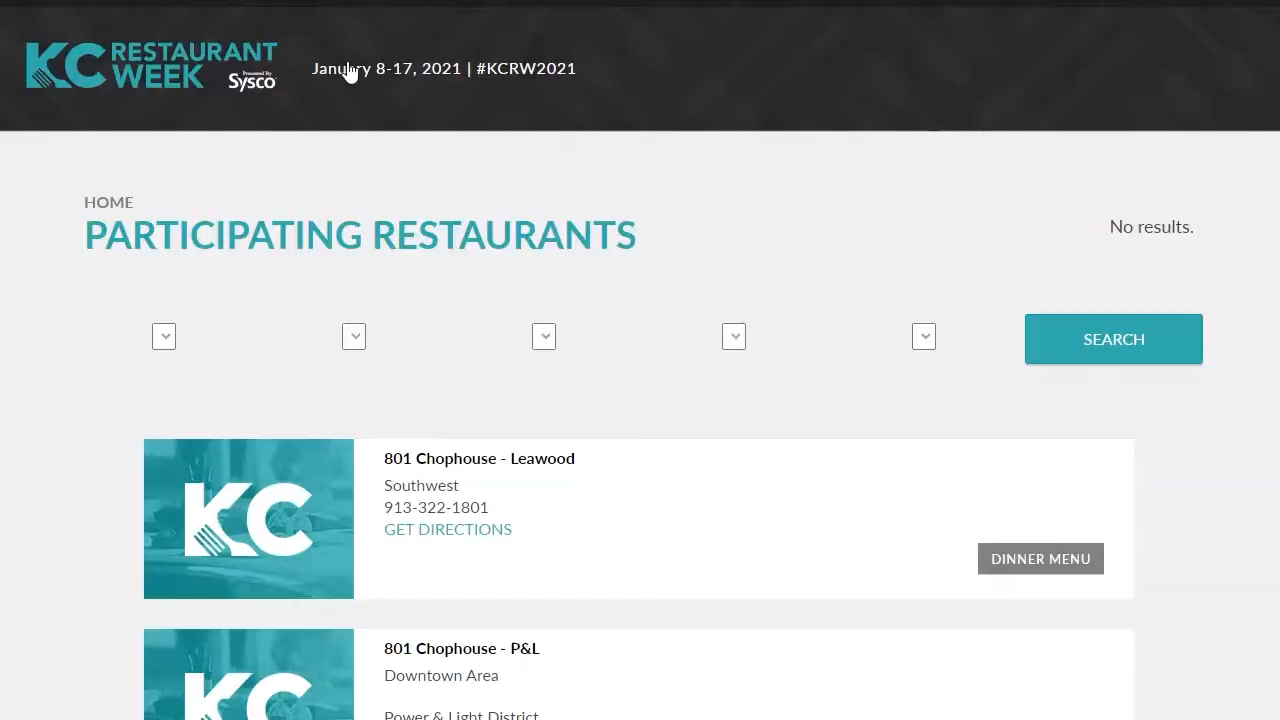 KC RESTAURANT
WEEK
Presented By
Sysco
January 8-17, 2021 | #KCRW2021
HOME
PARTICIPATING RESTAURANTS
No results.
SEARCH
KC
801 Chophouse - Leawood
Southwest
913-322-1801
GET DIRECTIONS
DINNER MENU
KC
801 Chophouse - P&L
Downtown Area
Power & Light District